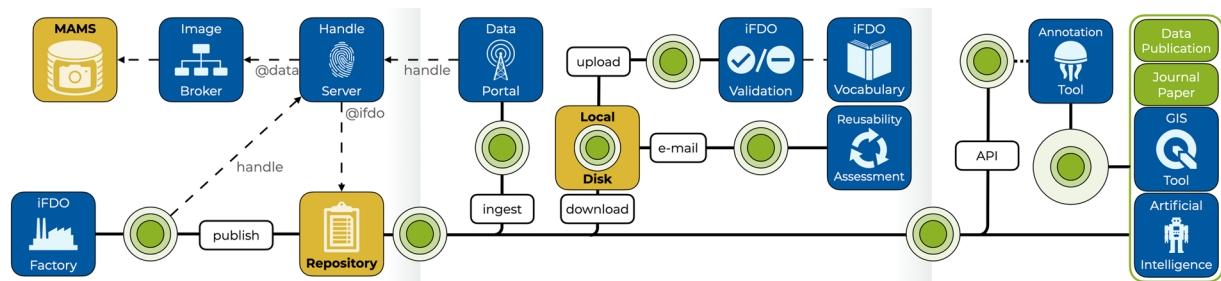 MAMS
Image
Broker
@data
Handle
Server
handle
@ifdo
handle
iFDO
Factory
publish
Repository
Data
Portal
ingest
upload
Local
Disk
download
e-mail
iFDO
Validation
iFDO
Vocabulary
Reusability
Assessment
API
Annotation
Tool
Data
Publication
Journal
Paper
GIS
Tool
Artificial
Intelligence